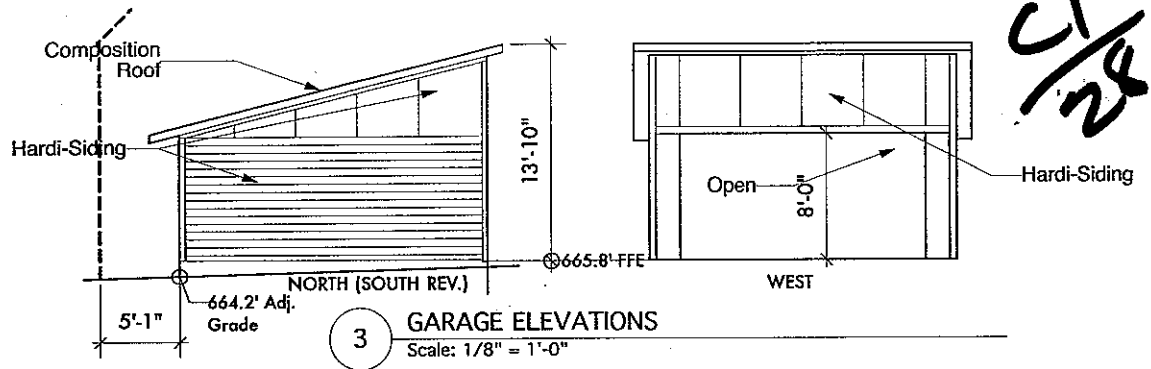 Composition
Roof
Hardi-Siding
13'-10"
665.8' FFE
NORTH (SOUTH REV.)
664.2' Adj.
Grade
5'-1"
Open
8'-0"
Hardi-Siding
WEST
3
GARAGE ELEVATIONS
Scale: 1/8" = 1'-0"